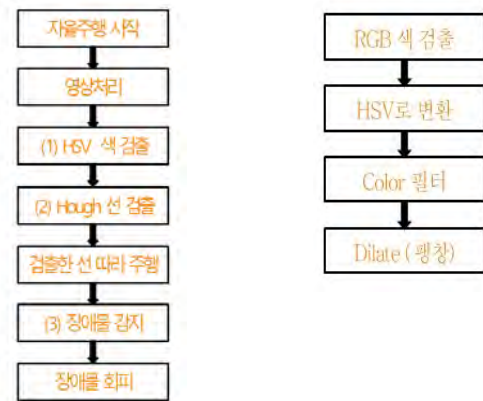 자율주행 시작
영상처리
(1) HSV 색 검출
(2) Hough 선 검출
검출한 선 따라 주행
(3) 장애물 감지
장애물 회피
RGB 색 검출
HSV로 변환
Color 필터
Dilate ( 팽창)